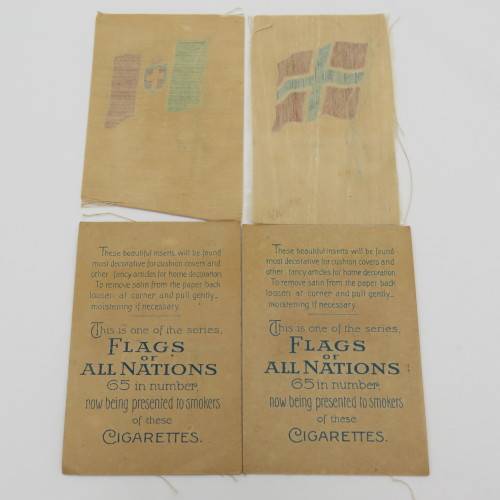 These beautiful inserts will be found
most decorative for cushion covers and
other fancy articles for home decoration.
To remove satin from the paper back
loosen at corner and pull gently_
moistening if necessary.
This is one of the series,
FLAGS
OF
ALL NATIONS
65 in number,
now being presented to smokers
of these
CIGARETTES.
These beautiful inserts will be found
most decorative for cushion covers and
other fancy articles for home decoration.
To remove satin from the paper back
loosen at corner and pull gently_
moistening if necessary.
This is one of the series,
FLAGS
OF
ALL NATIONS
65 in number,
now being presented to smokers
of these
CIGARETTES.